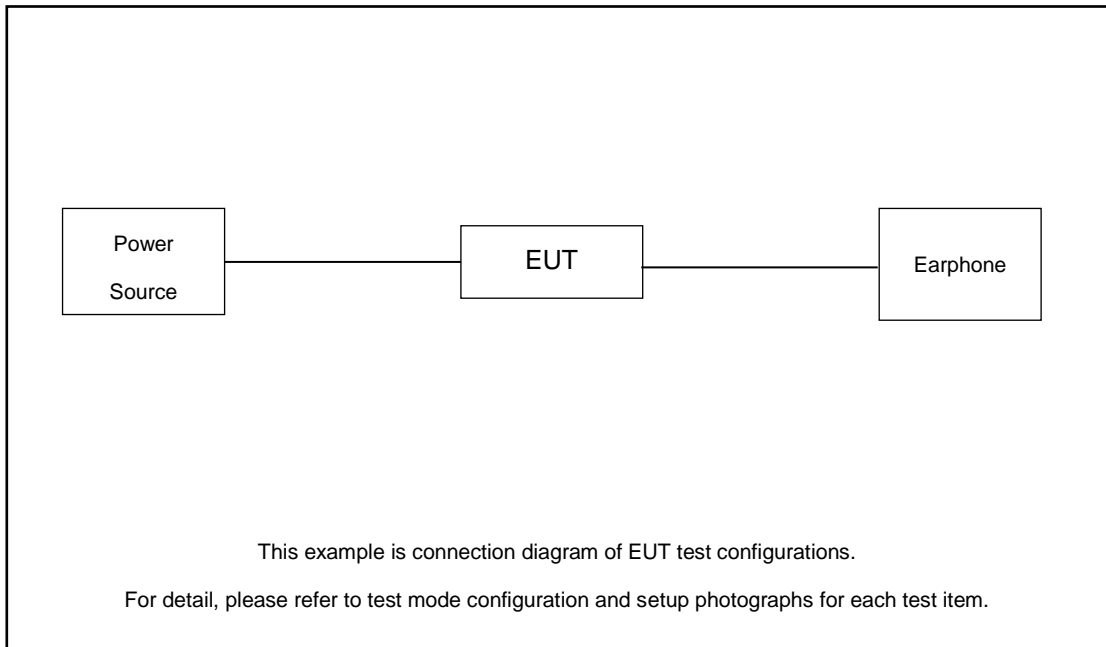 Power
Source
EUT
Earphone
This example is connection diagram of EUT test configurations.
For detail, please refer to test mode configuration and setup photographs for each test item.